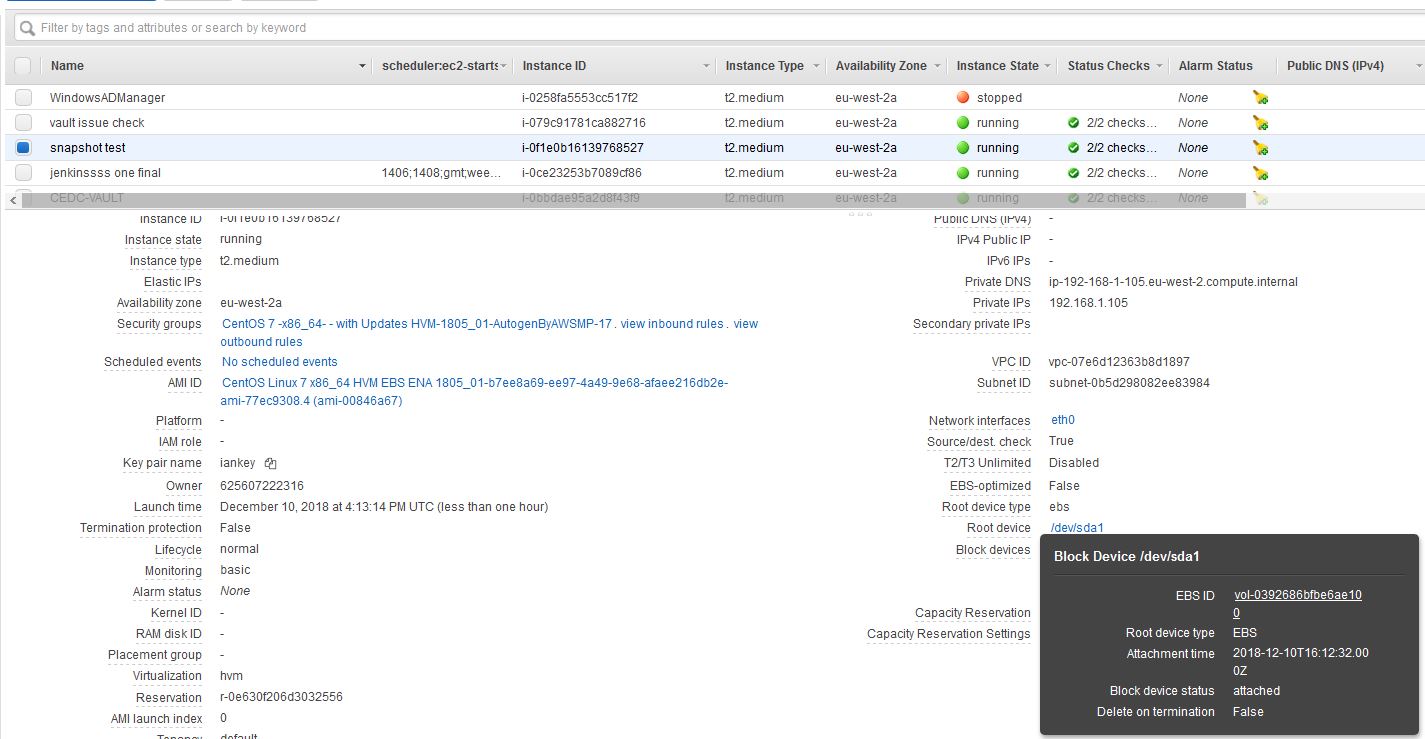 Filter by tags and attributes or search by keyword
Name scheduler:ec2-starts Instance ID Instance Type Availability Zone Instance State Status Checks Alarm Status Public DNS (IPv4)
WindowsADManager i-0258fa5553cc517f2 t2.medium eu-west-2a stopped None
vault issue check i-079c91781ca882716 t2.medium eu-west-2a running 2/2 checks... None
snapshot test i-0f1e0b16139768527 t2.medium eu-west-2a running 2/2 checks... None
jenkinssss one final 1406;1408;gmt;wee... i-0ce23253b7089cf86 t2.medium eu-west-2a running 2/2 checks... None
CEDC-VAULT i-0bbdae95a2d8f43f9 t2.medium eu-west-2a running 2/2 checks... None
Instance ID i-0f1e0b16139768527 Public DNS (IPv4) -
Instance state running IPv4 Public IP -
Instance type t2.medium IPv6 IPs -
Elastic IPs Private DNS ip-192-168-1-105.eu-west-2.compute.internal
Availability zone eu-west-2a Private IPs 192.168.1.105
Security groups CentOS 7 -x86_64- - with Updates HVM-1805_01-AutogenByAWSMP-17. view inbound rules. view Secondary private IPs
outbound rules
Scheduled events No scheduled events VPC ID vpc-07e6d12363b8d1897
AMI ID CentOS Linux 7 x86_64 HVM EBS ENA 1805_01-b7ee8a69-ee97-4a49-9e68-afaee216db2e- Subnet ID subnet-0b5d298082ee83984
ami-77ec9308.4 (ami-00846a67)
Platform - Network interfaces eth0
IAM role - Source/dest. check True
Key pair name iankey T2/T3 Unlimited Disabled
Owner 625607222316 EBS-optimized False
Launch time December 10, 2018 at 4:13:14 PM UTC (less than one hour) Root device type ebs
Termination protection False Root device /dev/sda1
Lifecycle normal Block devices
Monitoring basic
Alarm status None
Kernel ID - Capacity Reservation
RAM disk ID - Capacity Reservation Settings
Placement group -
Virtualization hvm
Reservation r-0e630f206d3032556
AMI launch index 0
Tenancy default
Block Device /dev/sda1
EBS ID vol-0392686bfbe6ae10
0
Root device type EBS
Attachment time 2018-12-10T16:12:32.00
0Z
Block device status attached
Delete on termination False